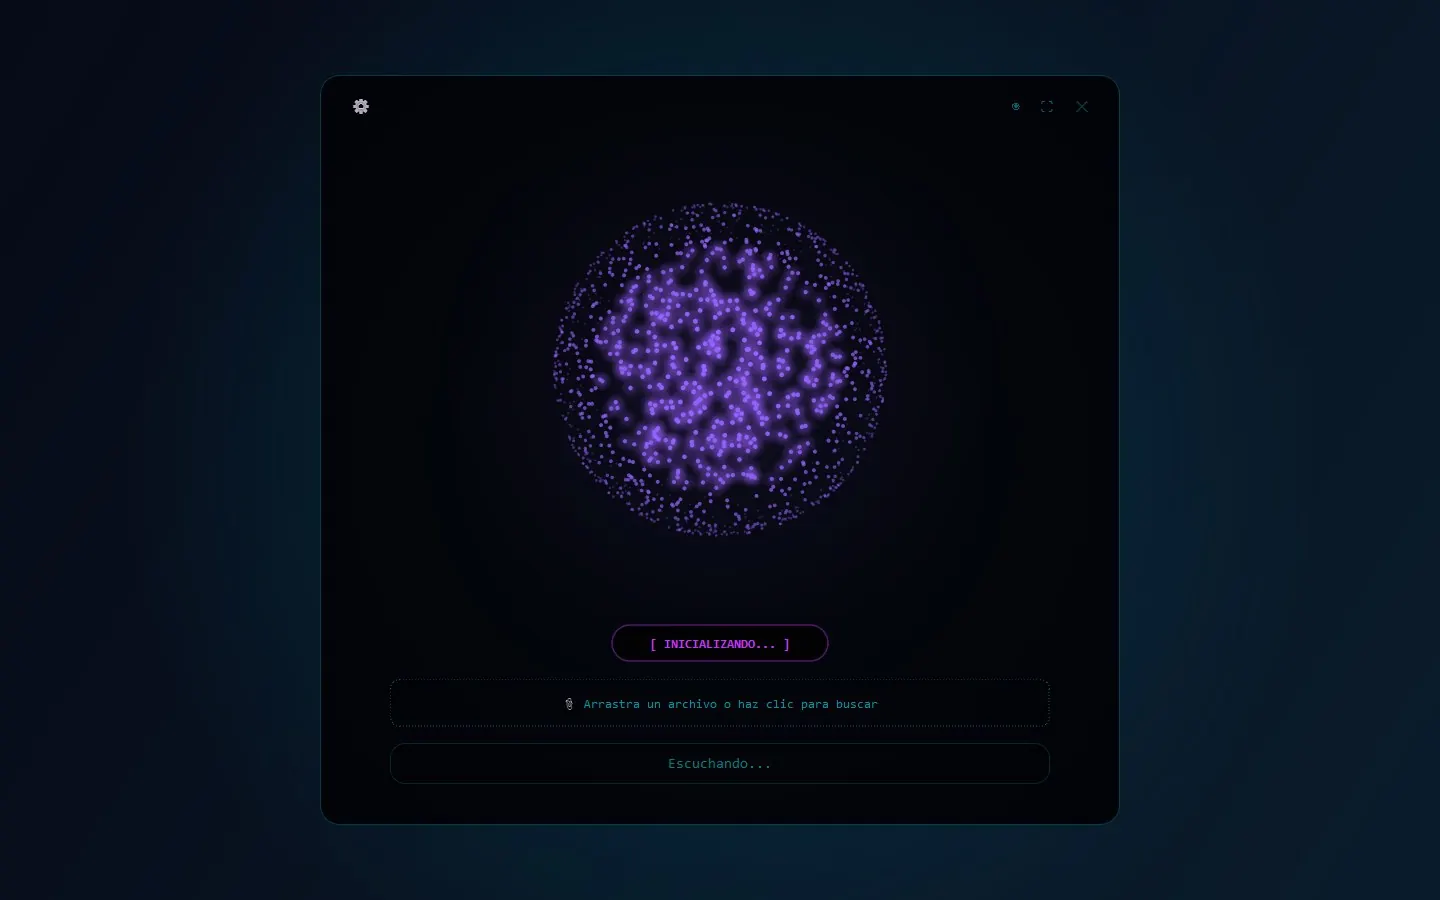 [ INICIALIZANDO... ]
Arrastra un archivo o haz clic para buscar
Escuchando...